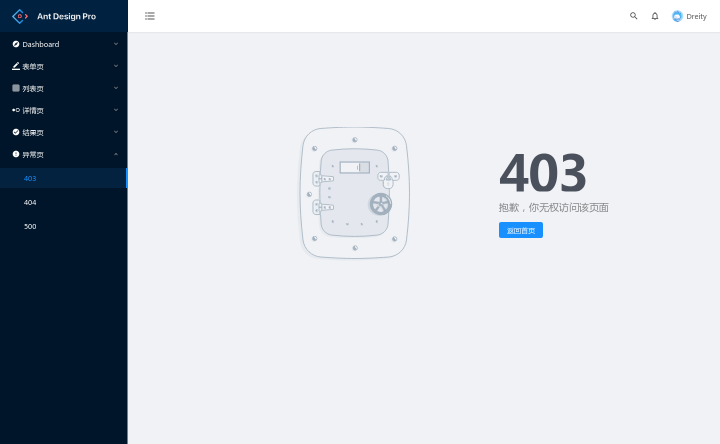 Ant Design Pro
Dreity
Dashboard
表单页
列表页
详情页
结果页
异常页
403
404
500
403
抱歉，你无权访问该页面
返回首页